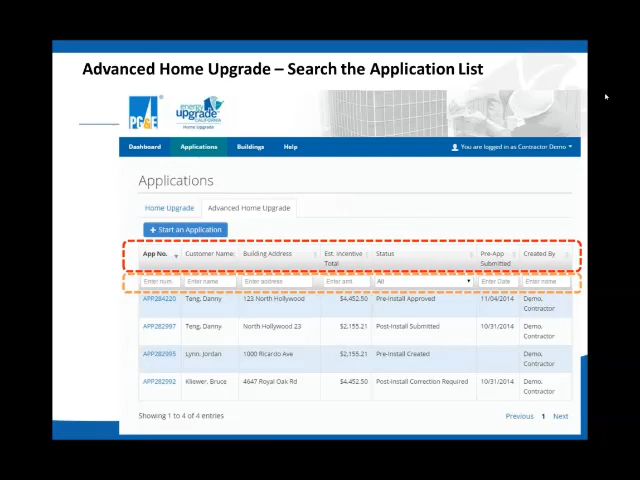 Advanced Home Upgrade – Search the Application List
PG&E
energy
upgrade
CALIFORNIA
Home Upgrade
Dashboard Applications Buildings Help You are logged in as Contractor Demo
Applications
Home Upgrade Advanced Home Upgrade
+ Start an Application
App No. Customer Name Building Address Est. Incentive Total Status Pre-App Submitted Created By
Enter num. Enter name Enter address Enter amt. All Enter Date Enter name
APP284220 Teng, Danny 123 North Hollywood $4,452.50 Pre-Install Approved 11/04/2014 Demo, Contractor
APP282997 Teng, Danny North Hollywood 23 $2,155.21 Post-Install Submitted 10/31/2014 Demo, Contractor
APP282995 Lynn, Jordan 1000 Ricardo Ave $2,155.21 Pre-Install Created Demo, Contractor
APP282992 Kliewer, Bruce 4647 Royal Oak Rd $4,452.50 Post-Install Correction Required 10/31/2014 Demo, Contractor
Showing 1 to 4 of 4 entries Previous 1 Next